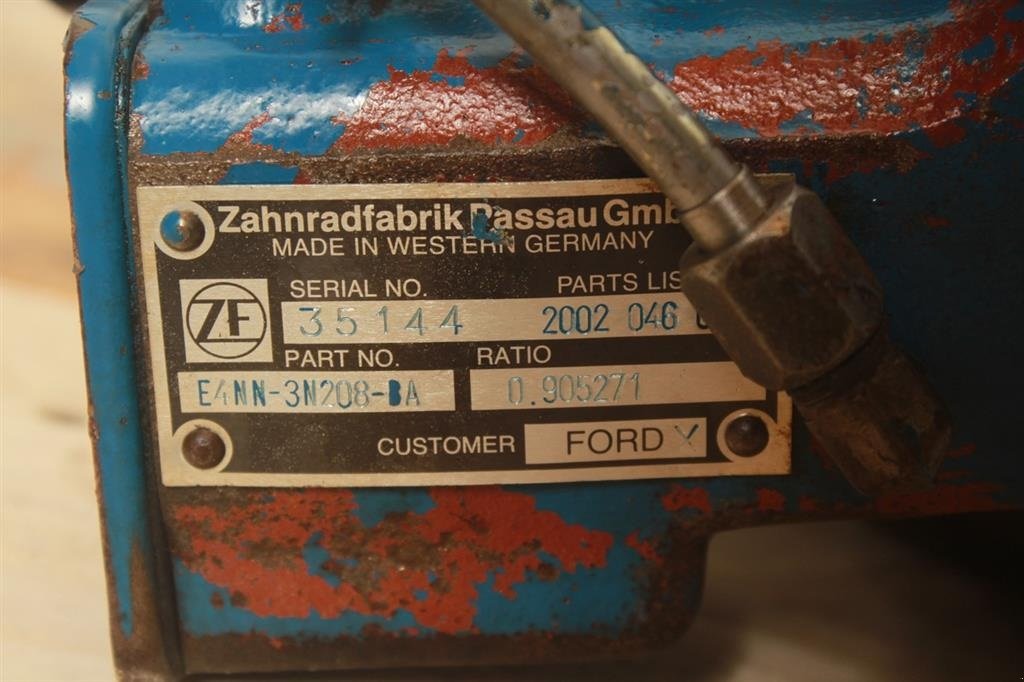 Zahnradfabrik Passau Gmb
MADE IN WESTERN GERMANY
SERIAL NO. PARTS LIS
ZF 35144 2002 046
PART NO. RATIO
E4NN-3N208-BA 0.905271
CUSTOMER FORD Y